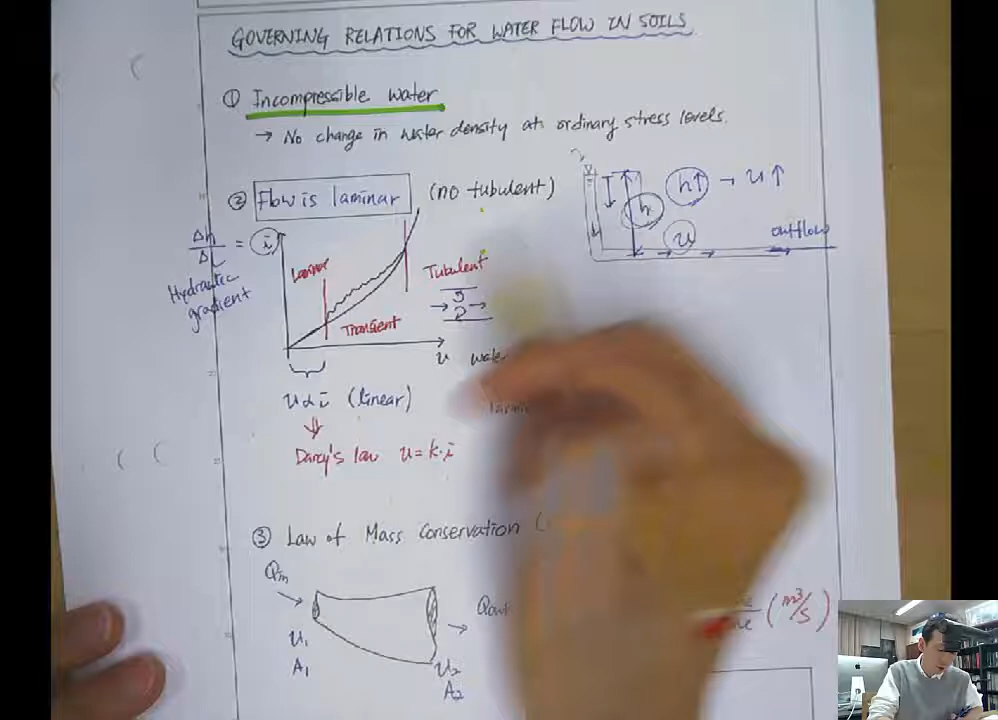 GOVERNING RELATIONS FOR WATER FLOW IN SOILS
① Incompressible water
→ No change in water density at ordinary stress levels.
② Flow is laminar (no tubulent)
h↑ → u↑
h
u
outflow
Δh
ΔL
= i
Hydraulic
gradient
Laminar
Transient
Tubulent
u water
u ∝ i (linear)
Darcy's law u = k·i
③ Law of Mass Conservation (
Qin
u₁
A₁
Qout
u₂
A₂
(m³/s)